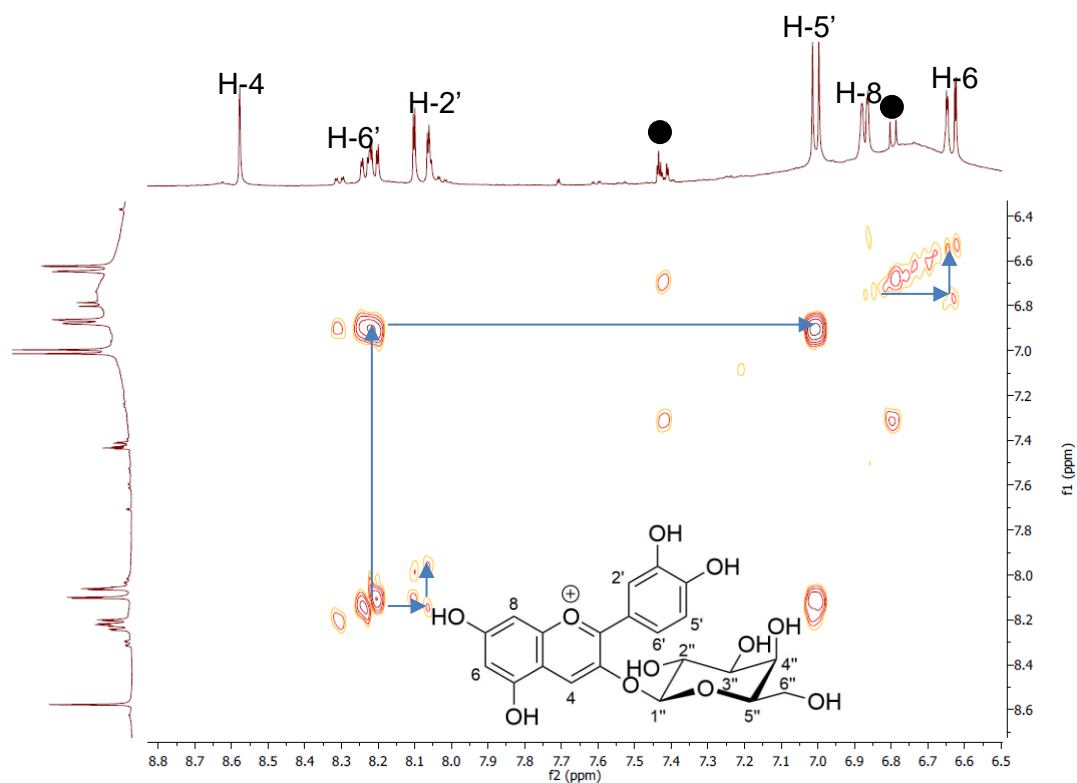 H-5’
H-4
H-8
H-6
H-2’
H-6’
6.4
6.6
6.8
7.0
7.2
7.4
7.6
7.8
8.0
8.2
8.4
8.6
f1 (ppm)
OH
OH
2'
⊕
8
HO
O
5'
6'
OH
OH
2"
HO
4"
6
3"
6"
4
O
O
OH
1"
5"
OH
8.8 8.7 8.6 8.5 8.4 8.3 8.2 8.1 8.0 7.9 7.8 7.7 7.6 7.5 7.4 7.3 7.2 7.1 7.0 6.9 6.8 6.7 6.6 6.5
f2 (ppm)